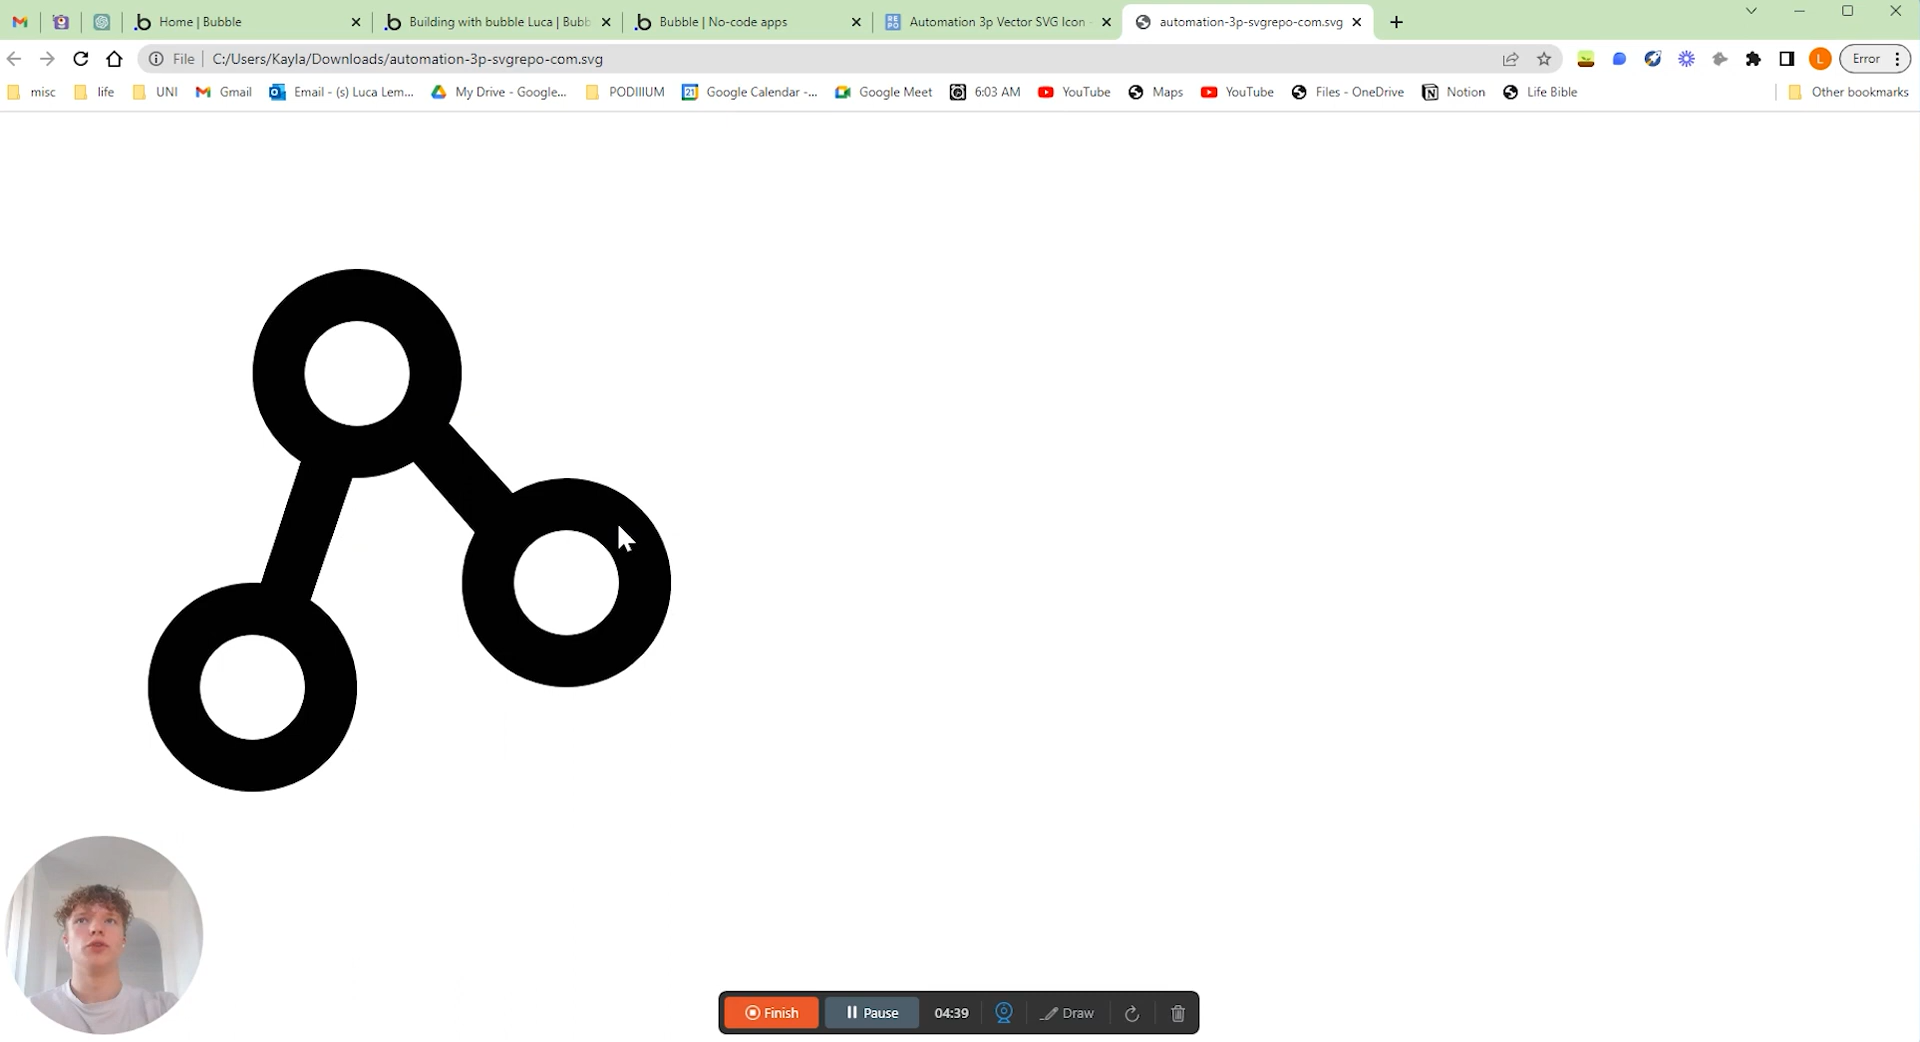 Home | Bubble
Building with bubble Luca | Bubb
Bubble | No-code apps
REPO Automation 3p Vector SVG Icon
automation-3p-svgrepo-com.svg
File C:/Users/Kayla/Downloads/automation-3p-svgrepo-com.svg
L Error
misc life UNI Gmail Email - (s) Luca Lem... My Drive - Google... PODIIIUM 21 Google Calendar -... Google Meet 6:03 AM YouTube Maps YouTube Files - OneDrive Notion Life Bible Other bookmarks
Finish Pause 04:39 Draw